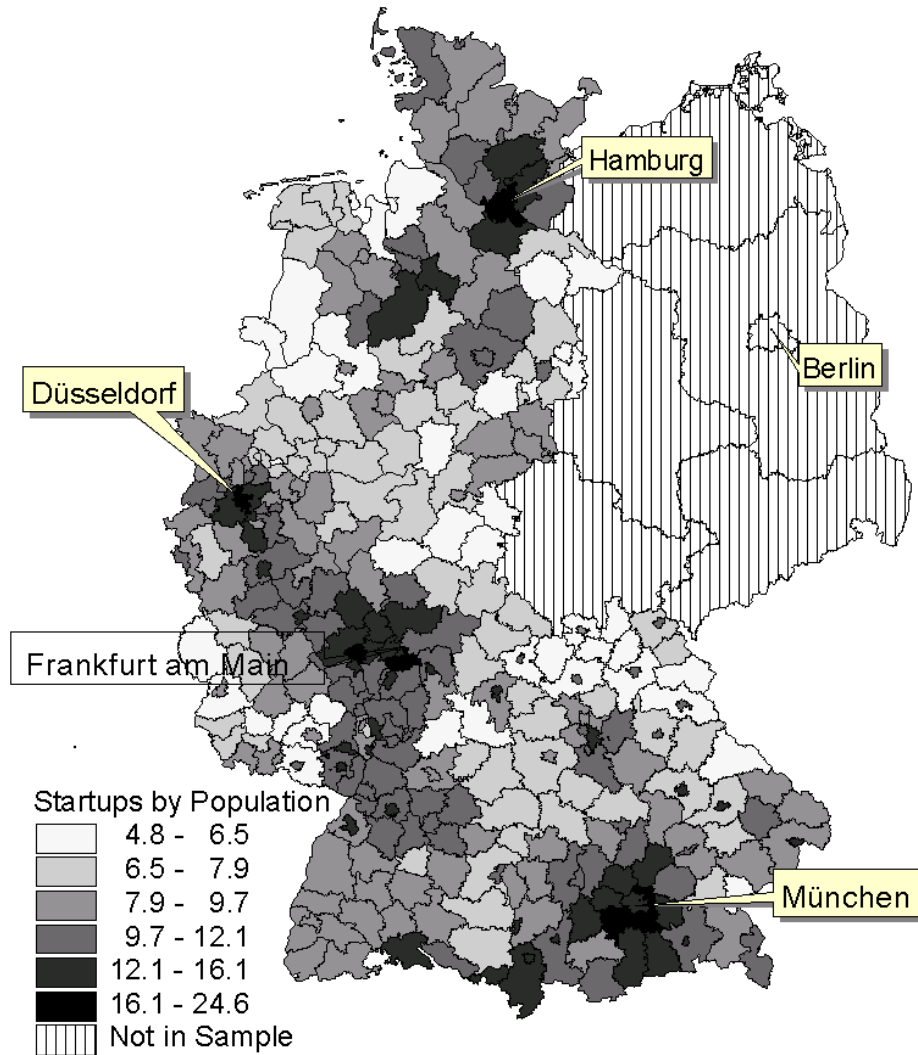 Hamburg
Berlin
Düsseldorf
Frankfurt am Main
München
Startups by Population
4.8 - 6.5
6.5 - 7.9
7.9 - 9.7
9.7 - 12.1
12.1 - 16.1
16.1 - 24.6
Not in Sample